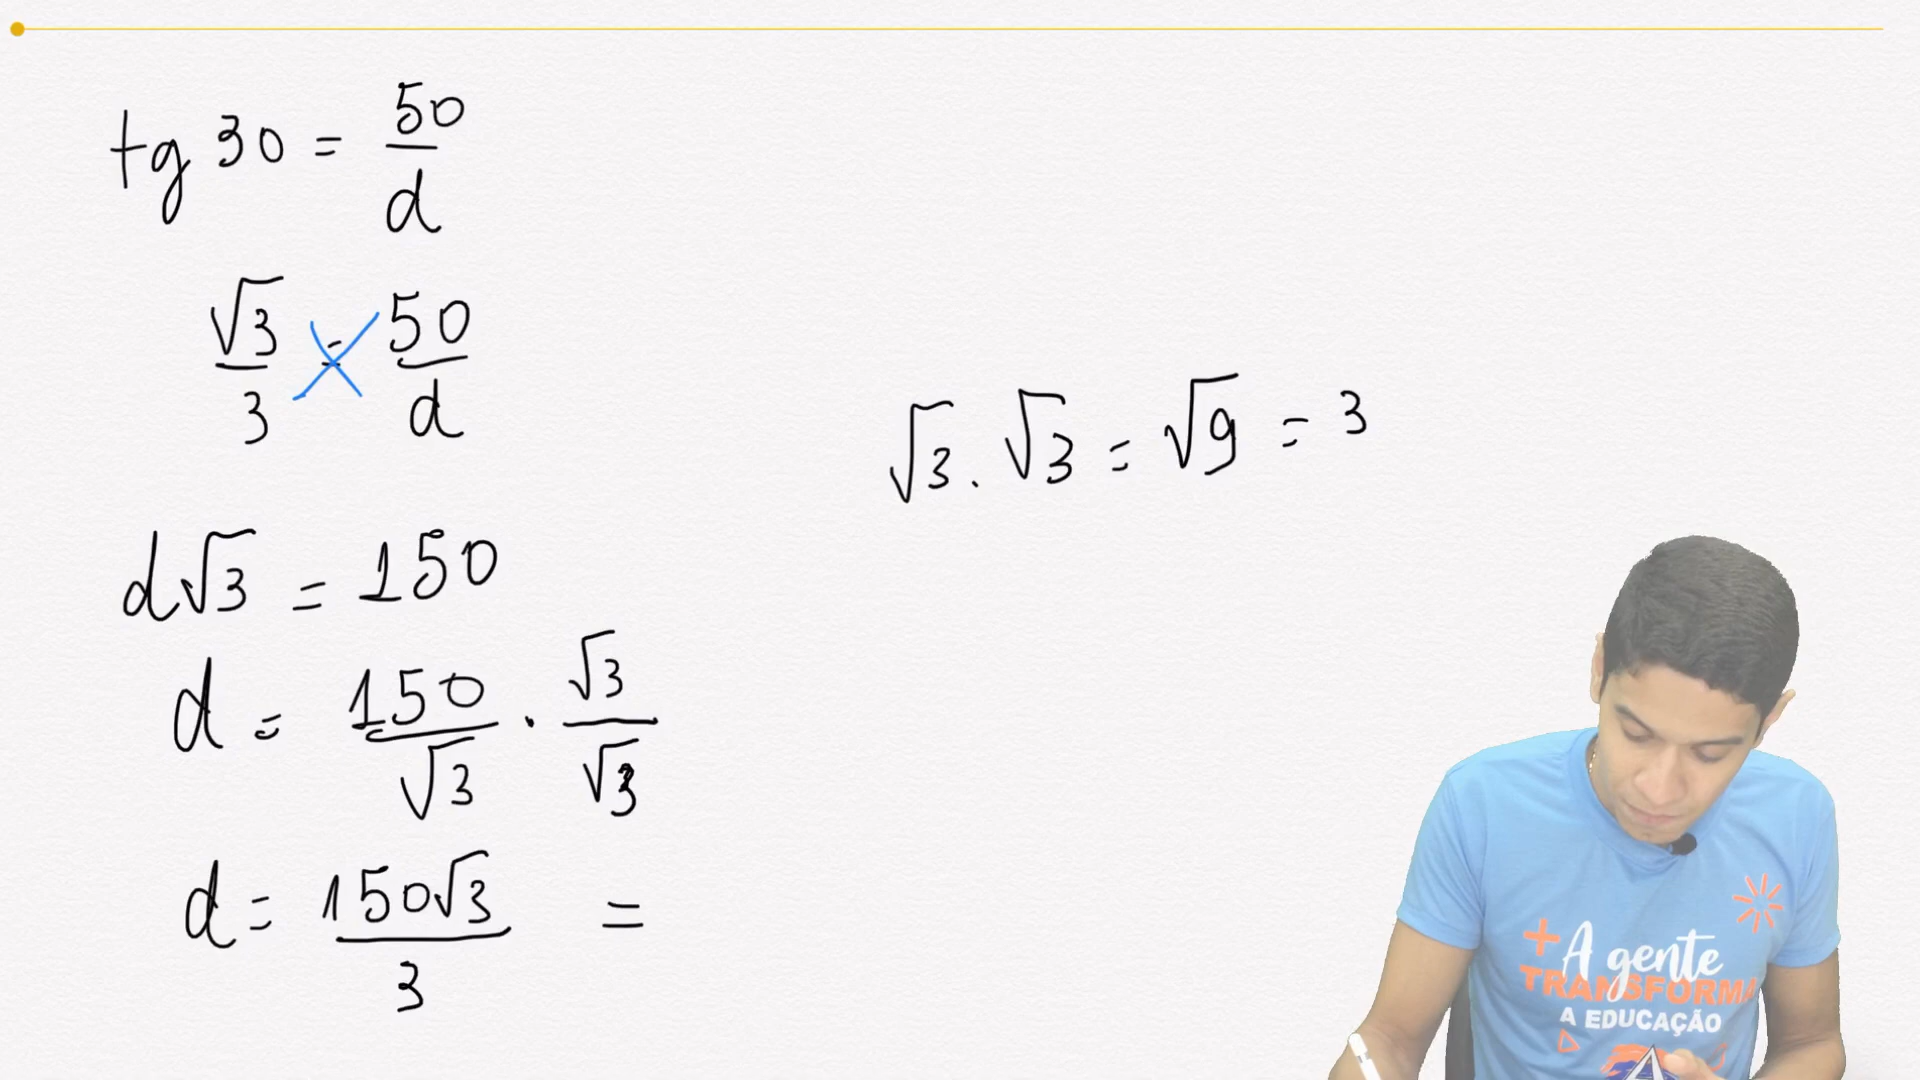 tg 30 = 50/d
√3/3 = 50/d
√3 . √3 = √9 = 3
d√3 = 150
d = 150/√3 . √3/√3
d = 150√3/3 =
+ A gente
TRANSFORMA
A EDUCAÇÃO